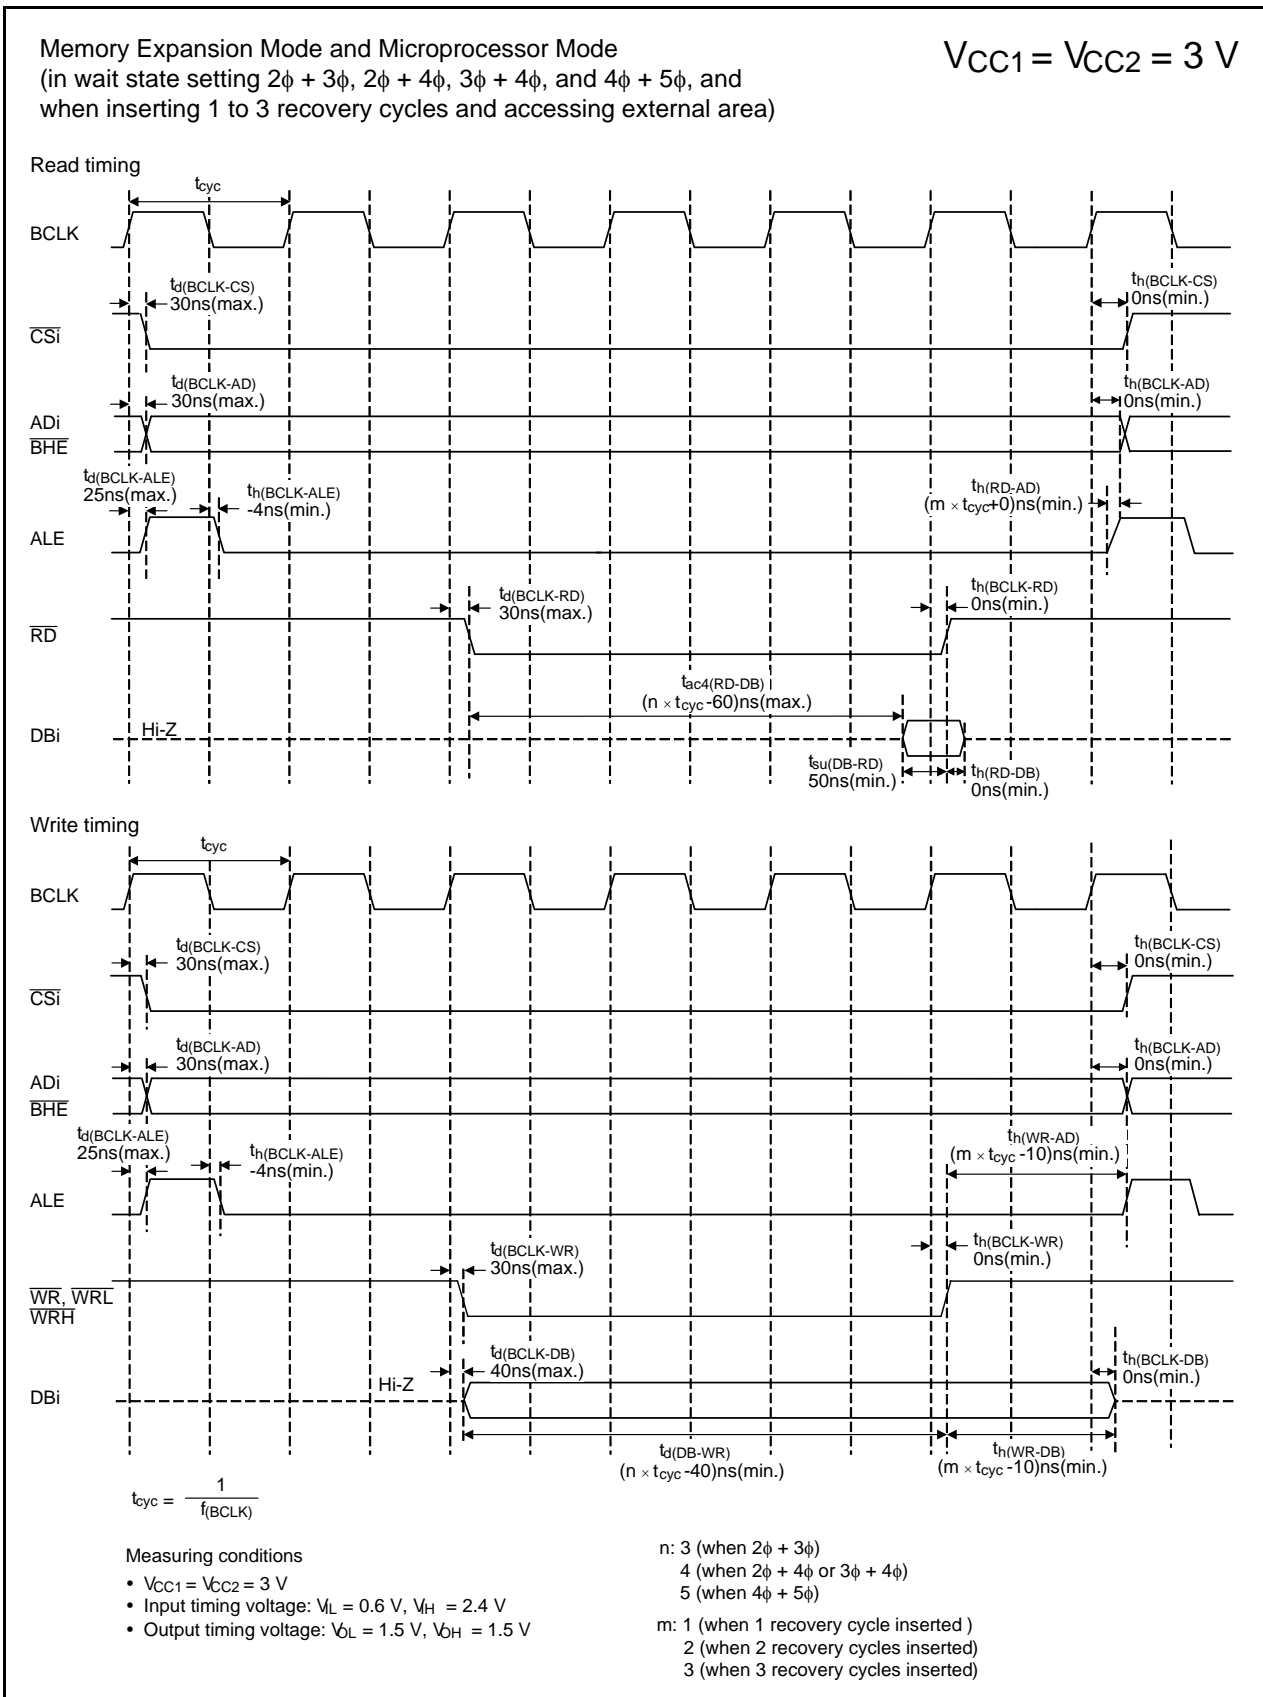 Memory Expansion Mode and Microprocessor Mode
(in wait state setting 2ϕ + 3ϕ, 2ϕ + 4ϕ, 3ϕ + 4ϕ, and 4ϕ + 5ϕ, and
when inserting 1 to 3 recovery cycles and accessing external area)
VCC1 = VCC2 = 3 V
Read timing
tcyc
BCLK
td(BCLK-CS)
30ns(max.)
th(BCLK-CS)
0ns(min.)
CSi
td(BCLK-AD)
30ns(max.)
th(BCLK-AD)
0ns(min.)
ADi
BHE
td(BCLK-ALE)
25ns(max.)
th(BCLK-ALE)
-4ns(min.)
th(RD-AD)
(m × tcyc+0)ns(min.)
ALE
td(BCLK-RD)
30ns(max.)
th(BCLK-RD)
0ns(min.)
RD
tac4(RD-DB)
(n × tcyc -60)ns(max.)
Hi-Z
DBi
tsu(DB-RD)
50ns(min.)
th(RD-DB)
0ns(min.)
Write timing
tcyc
BCLK
td(BCLK-CS)
30ns(max.)
th(BCLK-CS)
0ns(min.)
CSi
td(BCLK-AD)
30ns(max.)
th(BCLK-AD)
0ns(min.)
ADi
BHE
td(BCLK-ALE)
25ns(max.)
th(BCLK-ALE)
-4ns(min.)
th(WR-AD)
(m × tcyc -10)ns(min.)
ALE
td(BCLK-WR)
30ns(max.)
th(BCLK-WR)
0ns(min.)
WR, WRL
WRH
td(BCLK-DB)
40ns(max.)
th(BCLK-DB)
0ns(min.)
Hi-Z
DBi
td(DB-WR)
(n × tcyc -40)ns(min.)
th(WR-DB)
(m × tcyc -10)ns(min.)
tcyc = 1 / f(BCLK)
Measuring conditions
• VCC1 = VCC2 = 3 V
• Input timing voltage: VIL = 0.6 V, VIH = 2.4 V
• Output timing voltage: VOL = 1.5 V, VOH = 1.5 V
n: 3 (when 2ϕ + 3ϕ)
4 (when 2ϕ + 4ϕ or 3ϕ + 4ϕ)
5 (when 4ϕ + 5ϕ)
m: 1 (when 1 recovery cycle inserted )
2 (when 2 recovery cycles inserted)
3 (when 3 recovery cycles inserted)